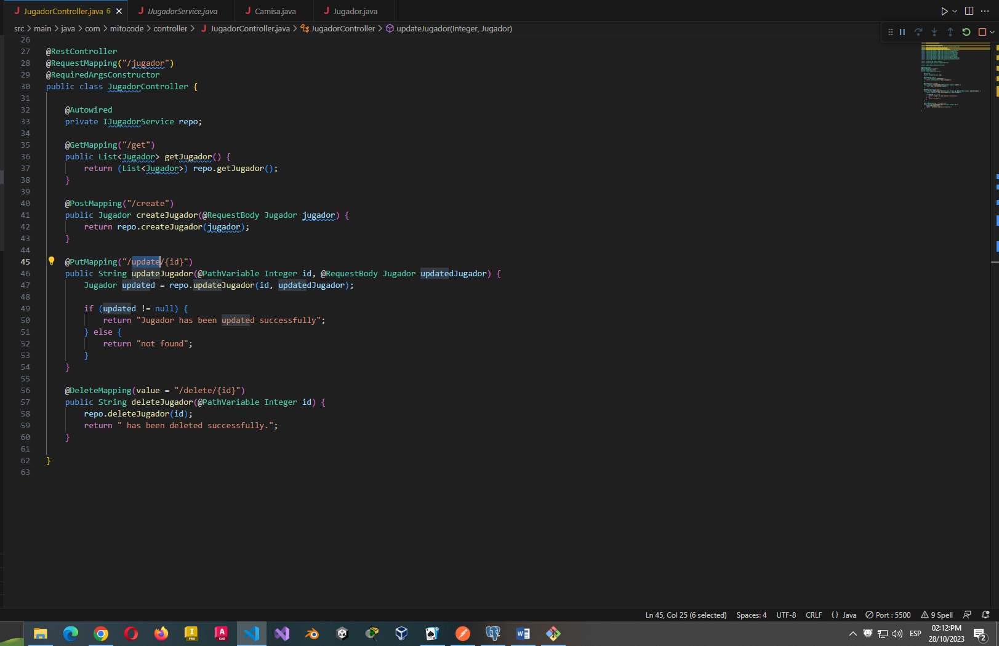 JugadorController.java 6
IJugadorService.java
Camisa.java
Jugador.java
src > main > java > com > mitocode > controller > JugadorController.java > JugadorController > updateJugador(Integer, Jugador)
26
27 @RestController
28 @RequestMapping("/jugador")
29 @RequiredArgsConstructor
30 public class JugadorController {
31
32 @Autowired
33 private IJugadorService repo;
34
35 @GetMapping("/get")
36 public List<Jugador> getJugador() {
37 return (List<Jugador>) repo.getJugador();
38 }
39
40 @PostMapping("/create")
41 public Jugador createJugador(@RequestBody Jugador jugador) {
42 return repo.createJugador(jugador);
43 }
44
45 @PutMapping("/update/{id}")
46 public String updateJugador(@PathVariable Integer id, @RequestBody Jugador updatedJugador) {
47 Jugador updated = repo.updateJugador(id, updatedJugador);
48
49 if (updated != null) {
50 return "Jugador has been updated successfully";
51 } else {
52 return "not found";
53 }
54 }
55
56 @DeleteMapping(value = "/delete/{id}")
57 public String deleteJugador(@PathVariable Integer id) {
58 repo.deleteJugador(id);
59 return " has been deleted successfully.";
60 }
61
62 }
63
Ln 45, Col 25 (6 selected) Spaces: 4 UTF-8 CRLF {} Java Port : 5500 9 Spell
I PRO
A CAD
W
ESP
02:12:PM
28/10/2023
2